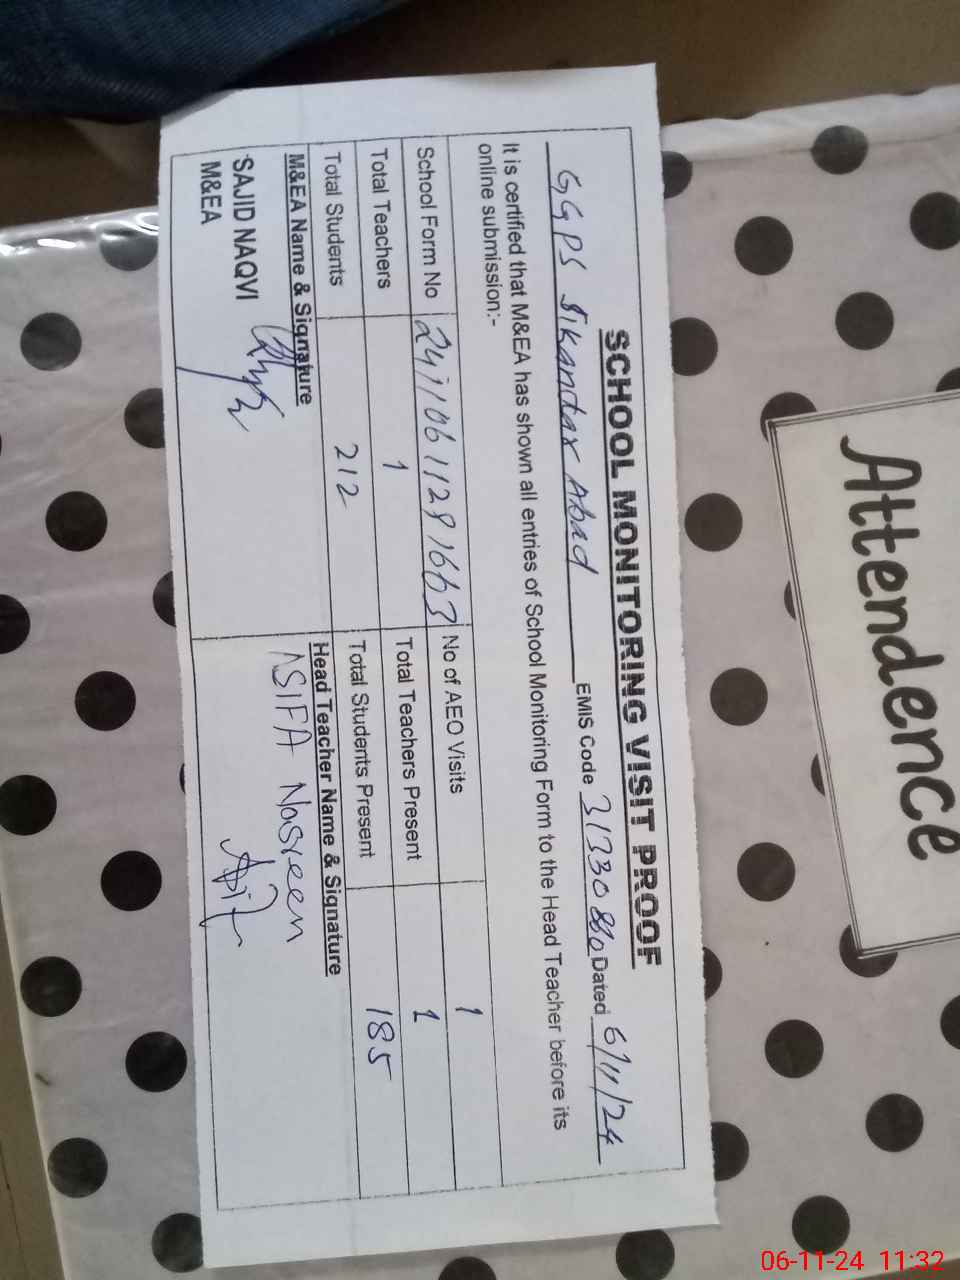 SCHOOL MONITORING VISIT PROOF
GGPS Sikandar Abad EMIS Code 31330880 Dated 6/11/24
It is certified that M&EA has shown all entries of School Monitoring Form to the Head Teacher before its
online submission:-
School Form No 24110611281663 No of AEO Visits 1
Total Teachers 1 Total Teachers Present 1
Total Students 212 Total Students Present 185
M&EA Name & Signature Head Teacher Name & Signature
SAJID NAQVI ASIFA Nasreen
M&EA Asif
Attendence
06-11-24 11:32